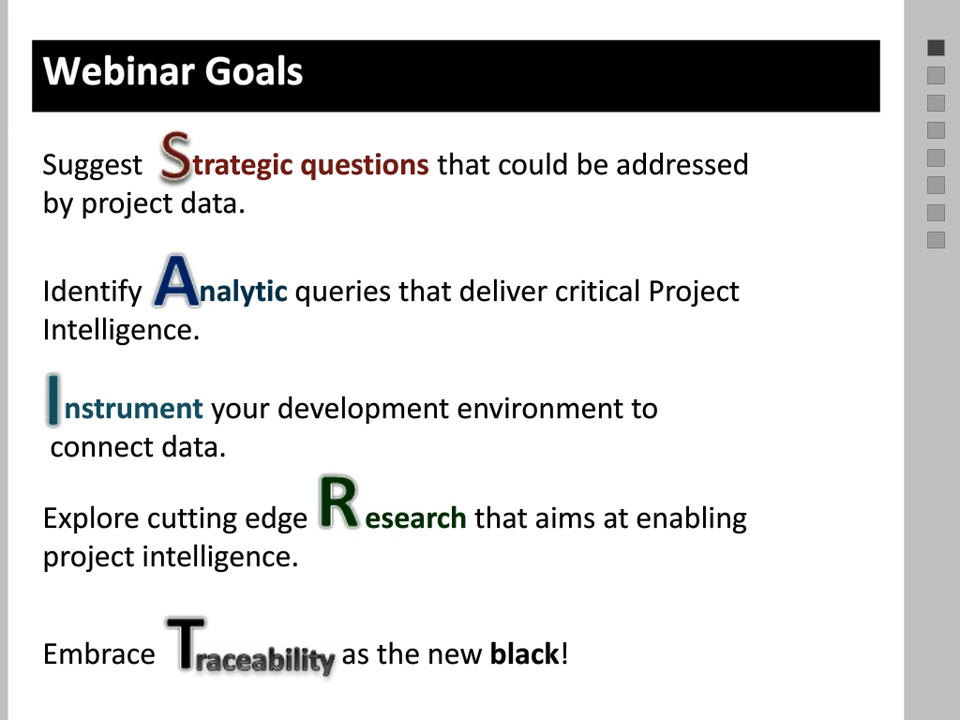 Webinar Goals
Suggest Strategic questions that could be addressed
by project data.
Identify Analytic queries that deliver critical Project
Intelligence.
Instrument your development environment to
connect data.
Explore cutting edge Research that aims at enabling
project intelligence.
Embrace Traceability as the new black!